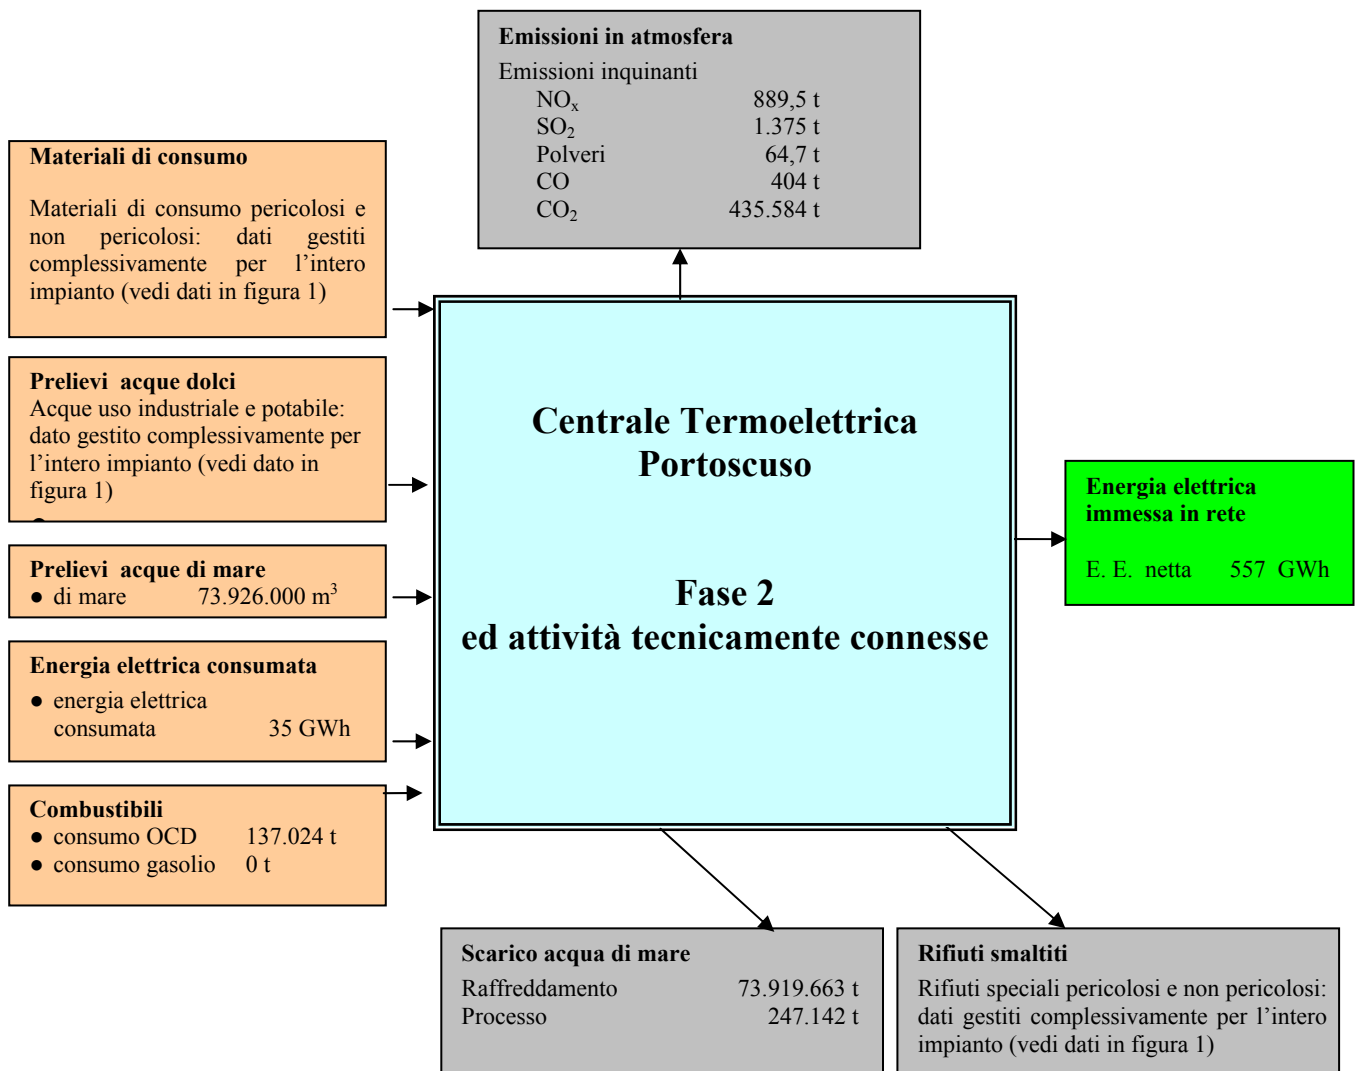 Emissioni in atmosfera
Emissioni inquinanti
NOx 889,5 t
SO2 1.375 t
Polveri 64,7 t
CO 404 t
CO2 435.584 t
Materiali di consumo
Materiali di consumo pericolosi e
non pericolosi: dati gestiti
complessivamente per l'intero
impianto (vedi dati in figura 1)
Prelievi acque dolci
Acque uso industriale e potabile:
dato gestito complessivamente per
l'intero impianto (vedi dato in
figura 1)
Prelievi acque di mare
● di mare 73.926.000 m3
Energia elettrica consumata
● energia elettrica
consumata 35 GWh
Combustibili
● consumo OCD 137.024 t
● consumo gasolio 0 t
Centrale Termoelettrica
Portoscuso
Fase 2
ed attività tecnicamente connesse
Energia elettrica
immessa in rete
E. E. netta 557 GWh
Scarico acqua di mare
Raffreddamento 73.919.663 t
Processo 247.142 t
Rifiuti smaltiti
Rifiuti speciali pericolosi e non pericolosi:
dati gestiti complessivamente per l'intero
impianto (vedi dati in figura 1)